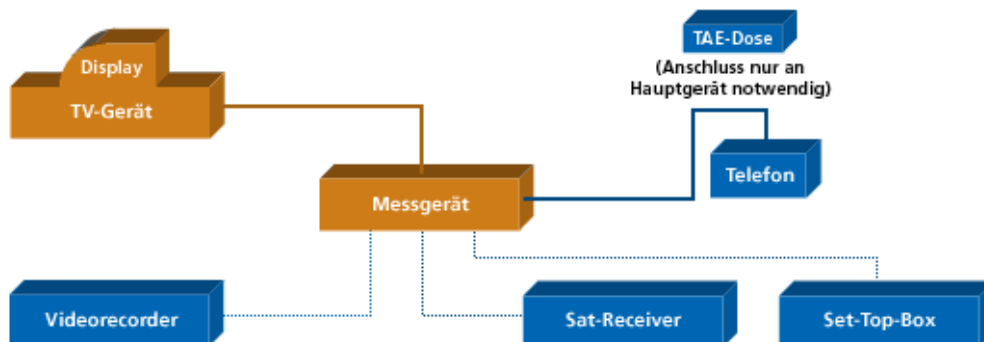 TAE-Dose
Display
(Anschluss nur an
Hauptgerät notwendig)
TV-Gerät
Telefon
Messgerät
Videorecorder
Sat-Receiver
Set-Top-Box